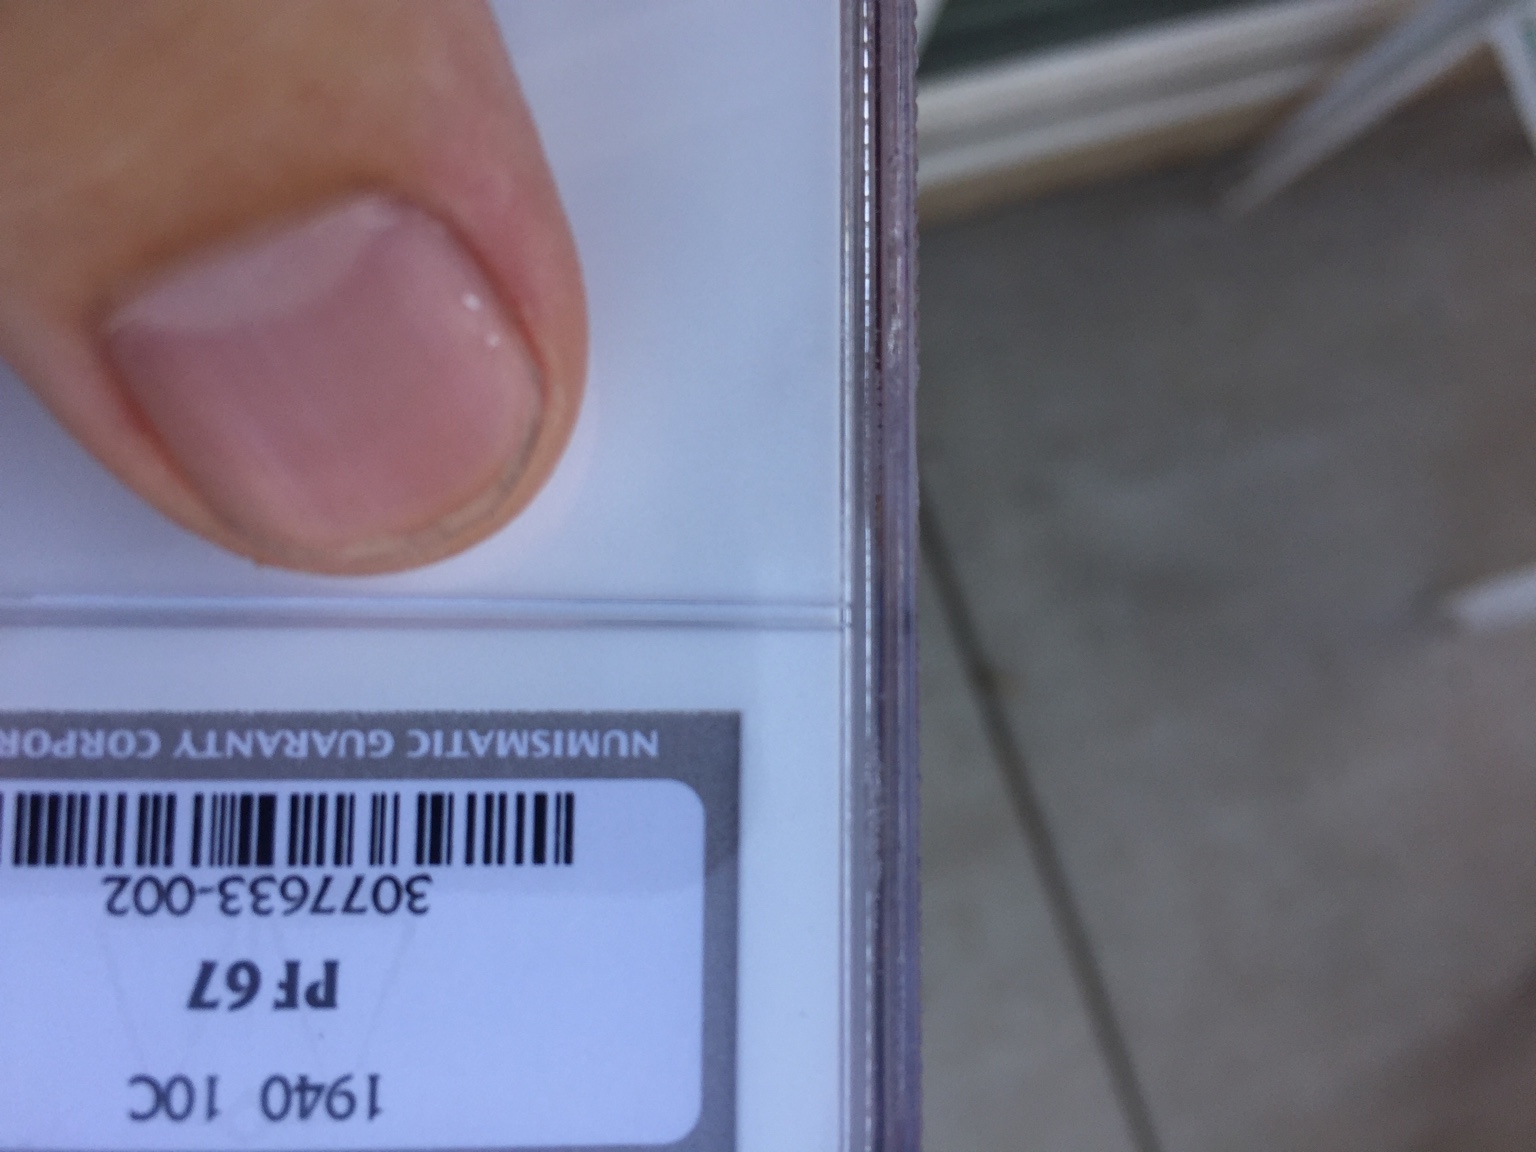 1940 10C
PF 67
3077633-002
NUMISMATIC GUARANTY CORPOR